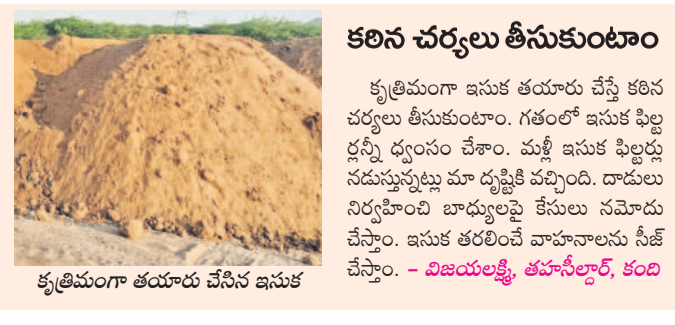 కఠిన చర్యలు తీసుకుంటాం
కృత్రిమంగా ఇసుక తయారు చేస్తే కఠిన
చర్యలు తీసుకుంటాం. గతంలో ఇసుక ఫిల్ట
ర్లన్నీ ధ్వంసం చేశాం. మళ్లీ ఇసుక ఫిల్టర్లు
నడుస్తున్నట్లు మా దృష్టికి వచ్చింది. దాడులు
నిర్వహించి బాధ్యులపై కేసులు నమోదు
చేస్తాం. ఇసుక తరలించే వాహనాలను సీజ్
చేస్తాం. – విజయలక్ష్మి, తహసీల్దార్, కంది
కృత్రిమంగా తయారు చేసిన ఇసుక